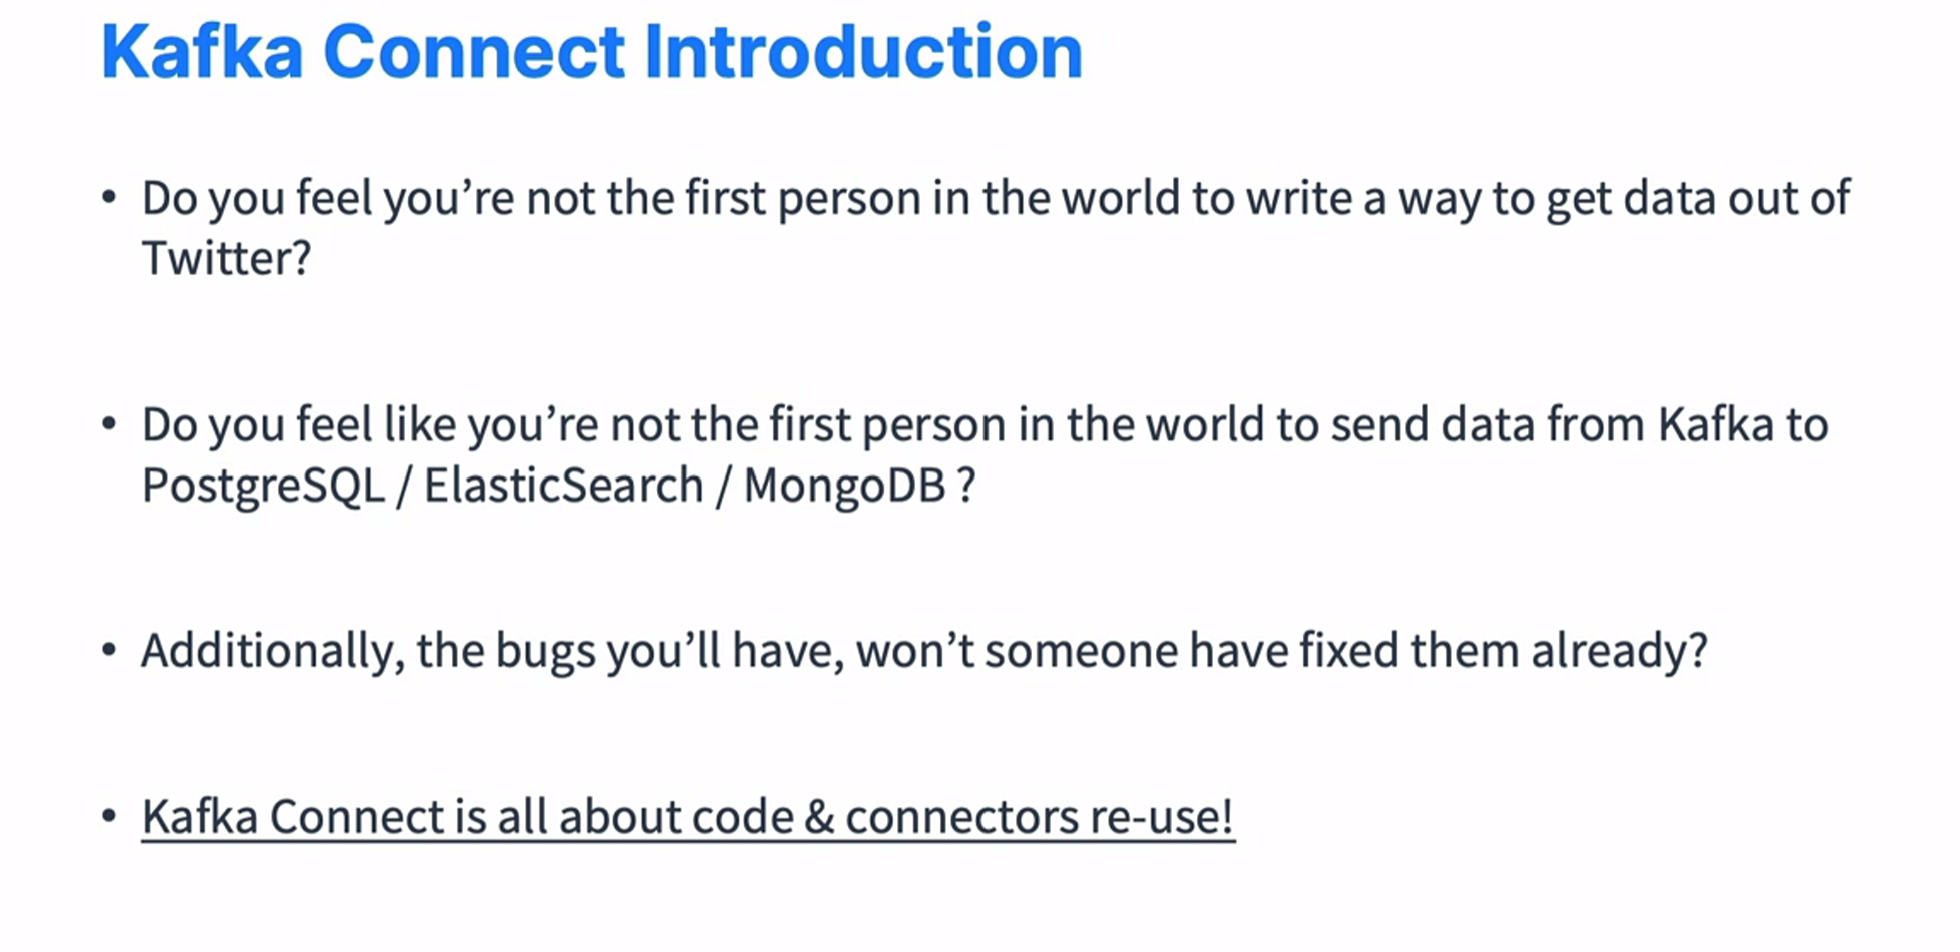 Kafka Connect Introduction
• Do you feel you’re not the first person in the world to write a way to get data out of
Twitter?
• Do you feel like you’re not the first person in the world to send data from Kafka to
PostgreSQL / ElasticSearch / MongoDB ?
• Additionally, the bugs you’ll have, won’t someone have fixed them already?
• Kafka Connect is all about code & connectors re-use!